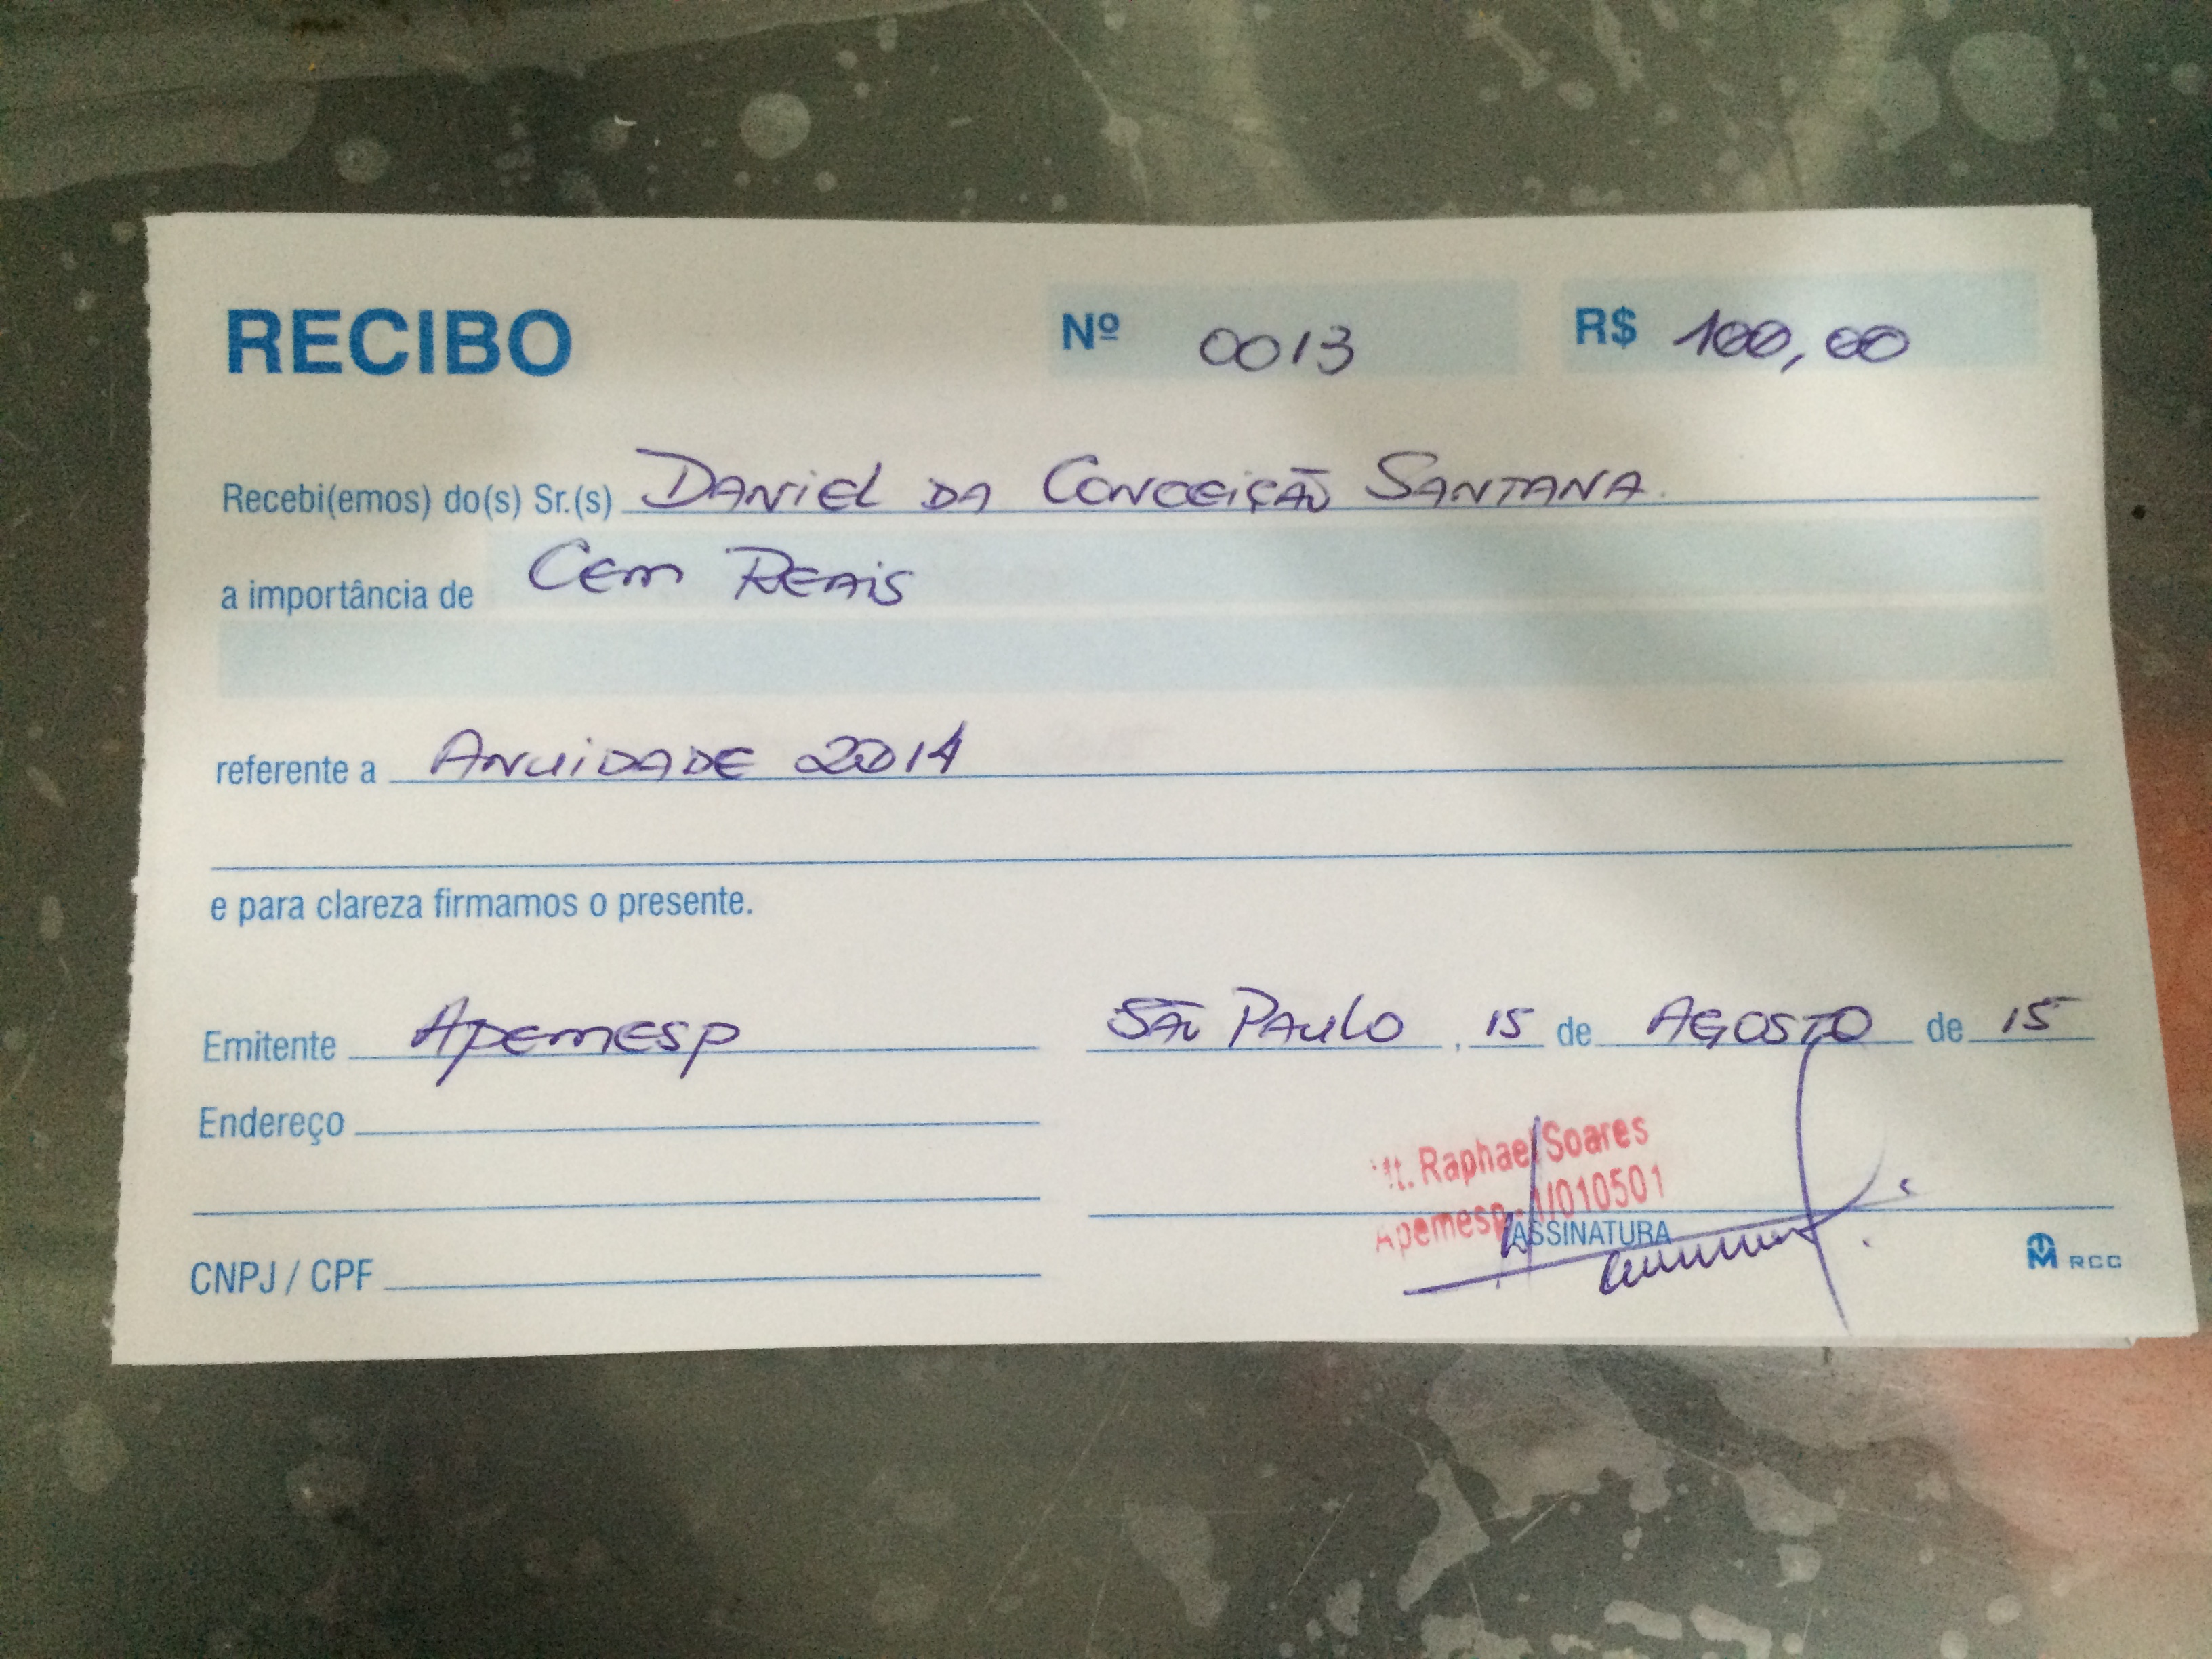 RECIBO Nº 0013 R$ 100,00
Recebi(emos) do(s) Sr.(s) Daniel da Conceição Santana
a importância de Cem Reais
referente a Anuidade 2014
e para clareza firmamos o presente.
Emitente Apemesp São Paulo, 15 de Agosto de 15
Endereço
Mt. Raphael Soares
Apemesp - 1/010501
ASSINATURA
CNPJ / CPF
RCC